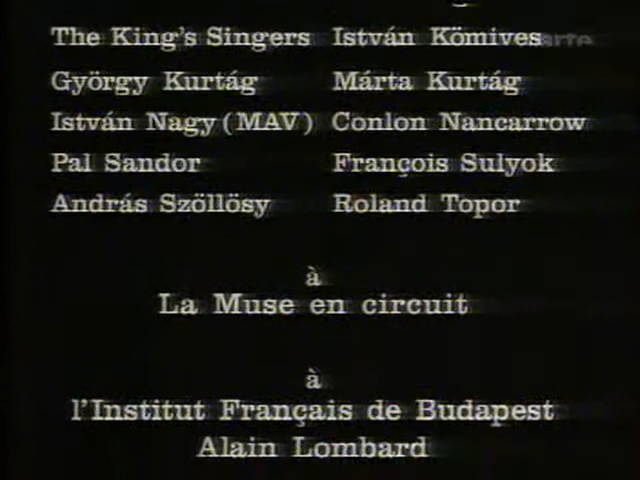 The King's Singers István Kömives
arte
György Kurtág Márta Kurtág
István Nagy (MAV) Conlon Nancarrow
Pal Sandor François Sulyok
András Szöllösy Roland Topor
à
La Muse en circuit
à
l'Institut Français de Budapest
Alain Lombard